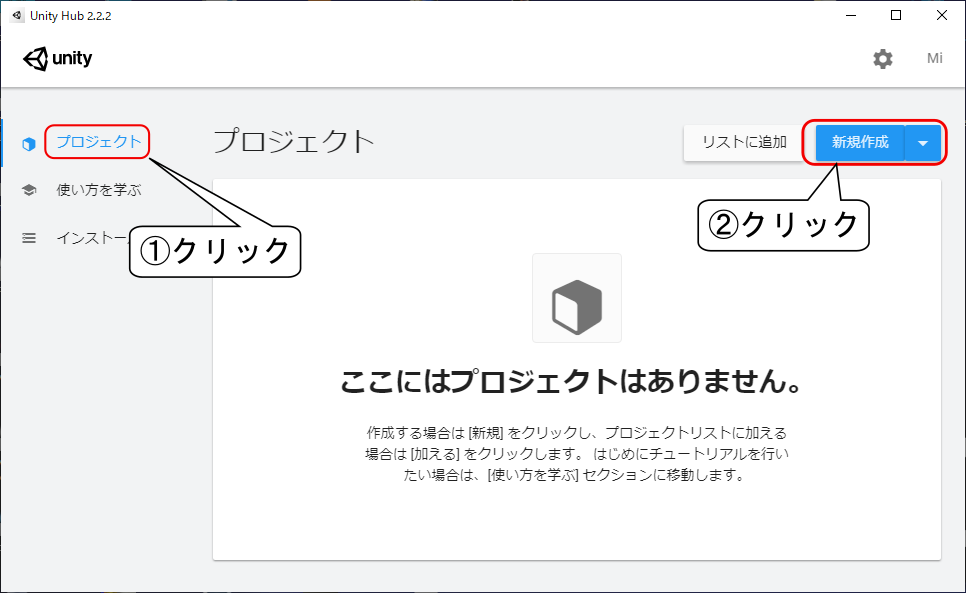 Unity Hub 2.2.2
unity
Mi
プロジェクト
使い方を学ぶ
インストー
①クリック
プロジェクト
リストに追加
新規作成
②クリック
ここにはプロジェクトはありません。
作成する場合は [新規] をクリックし、プロジェクトリストに加える
場合は [加える] をクリックします。 はじめにチュートリアルを行い
たい場合は、[使い方を学ぶ] セクションに移動します。